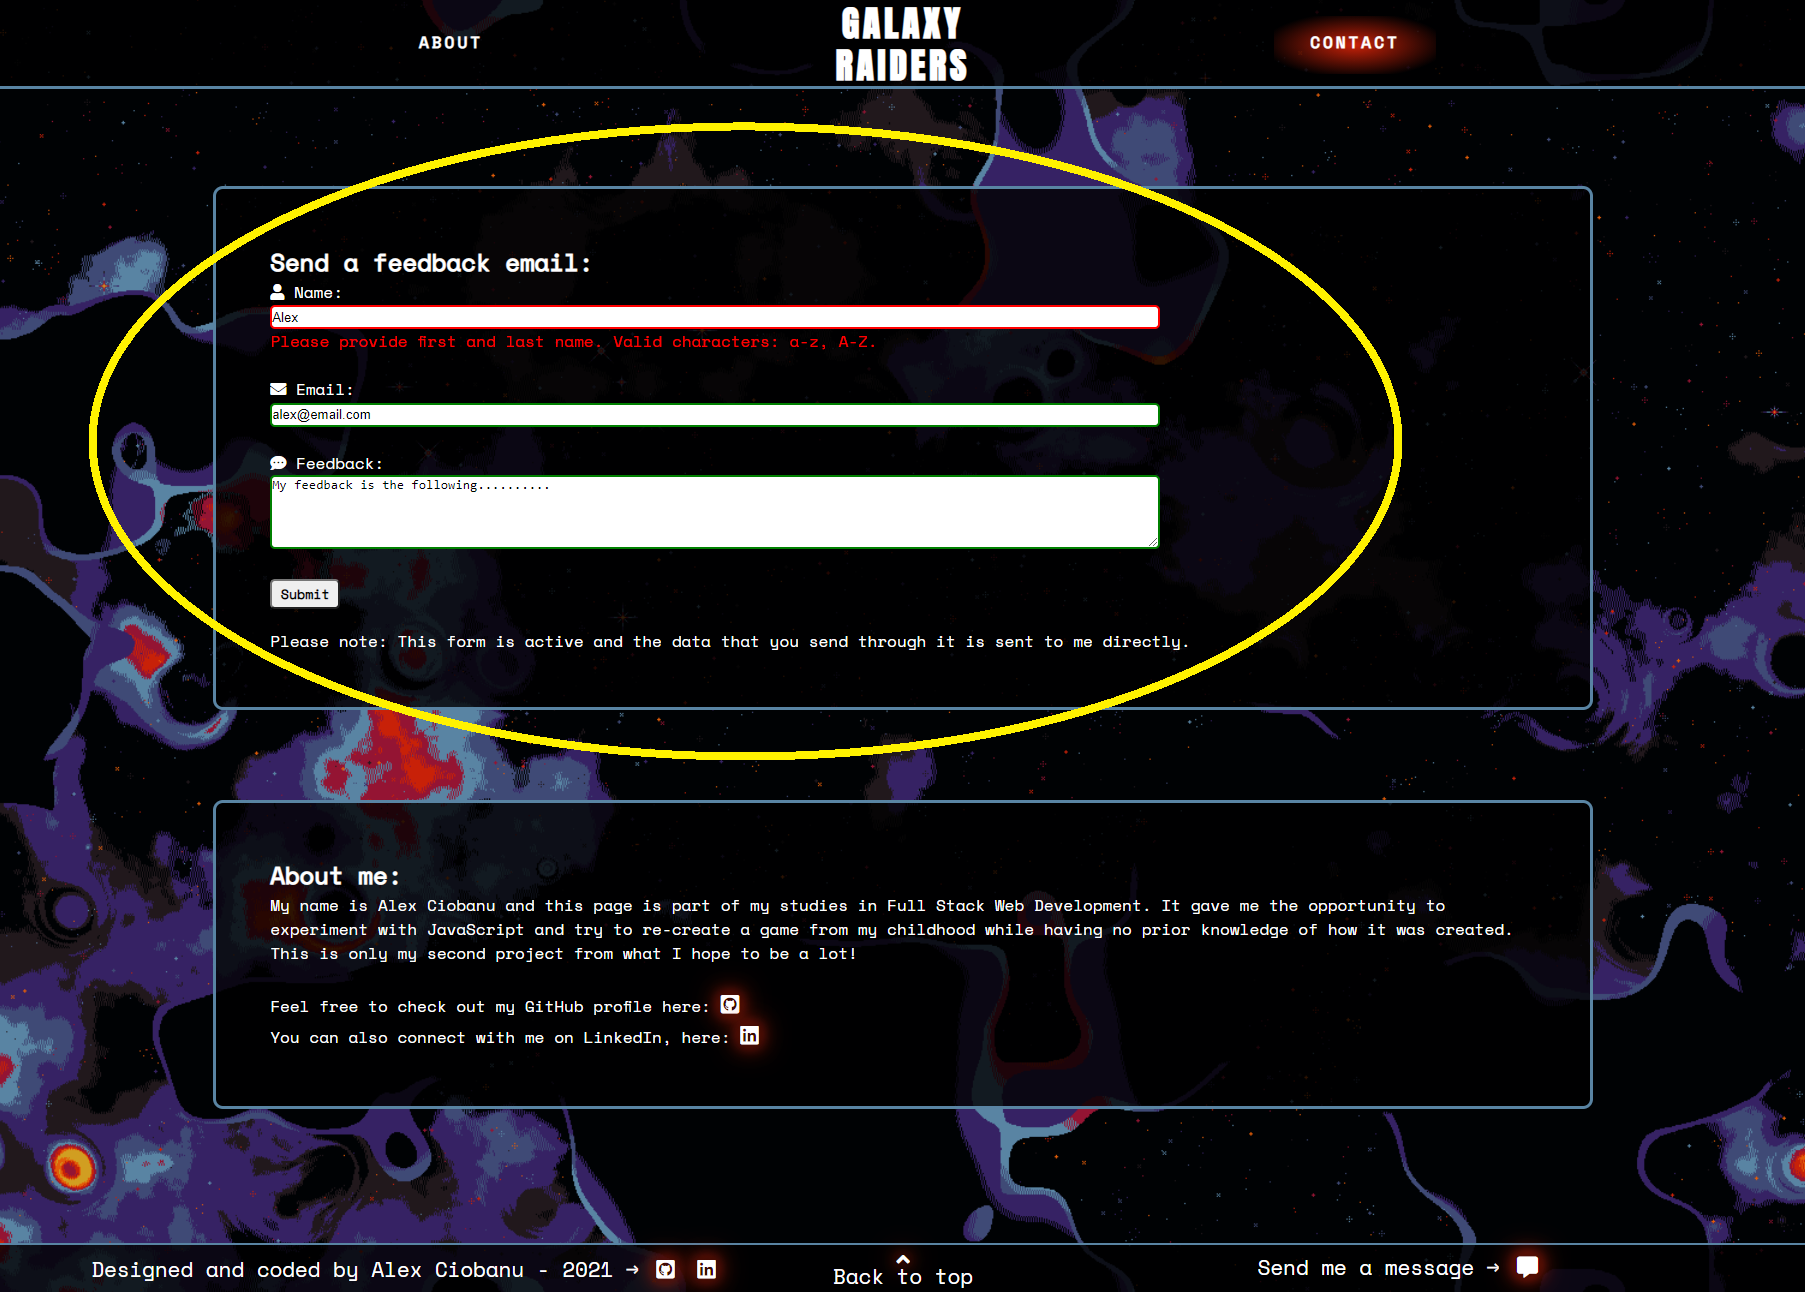 ABOUT
GALAXY
RAIDERS
CONTACT
Send a feedback email:
Name:
Alex
Please provide first and last name. Valid characters: a-z, A-Z.
Email:
alex@email.com
Feedback:
My feedback is the following..........
Submit
Please note: This form is active and the data that you send through it is sent to me directly.
About me:
My name is Alex Ciobanu and this page is part of my studies in Full Stack Web Development. It gave me the opportunity to
experiment with JavaScript and try to re-create a game from my childhood while having no prior knowledge of how it was created.
This is only my second project from what I hope to be a lot!
Feel free to check out my GitHub profile here:
You can also connect with me on LinkedIn, here: in
Designed and coded by Alex Ciobanu - 2021 → in
Back to top
Send me a message →